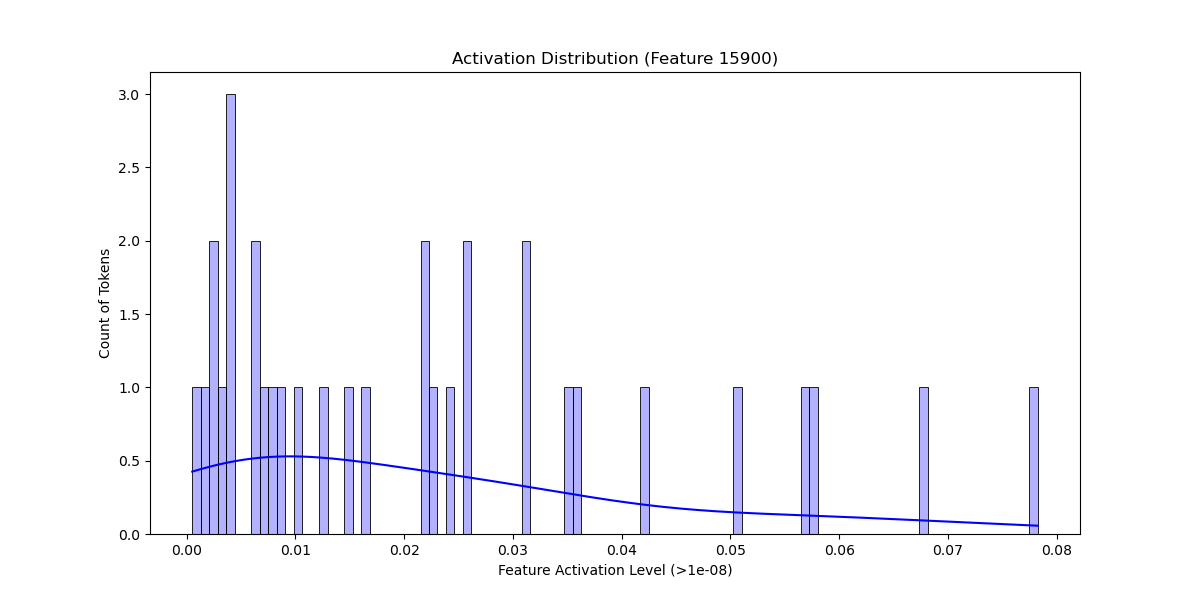 Activation Distribution (Feature 15900)
Count of Tokens
3.0
2.5
2.0
1.5
1.0
0.5
0.0
0.00 0.01 0.02 0.03 0.04 0.05 0.06 0.07 0.08
Feature Activation Level (>1e-08)